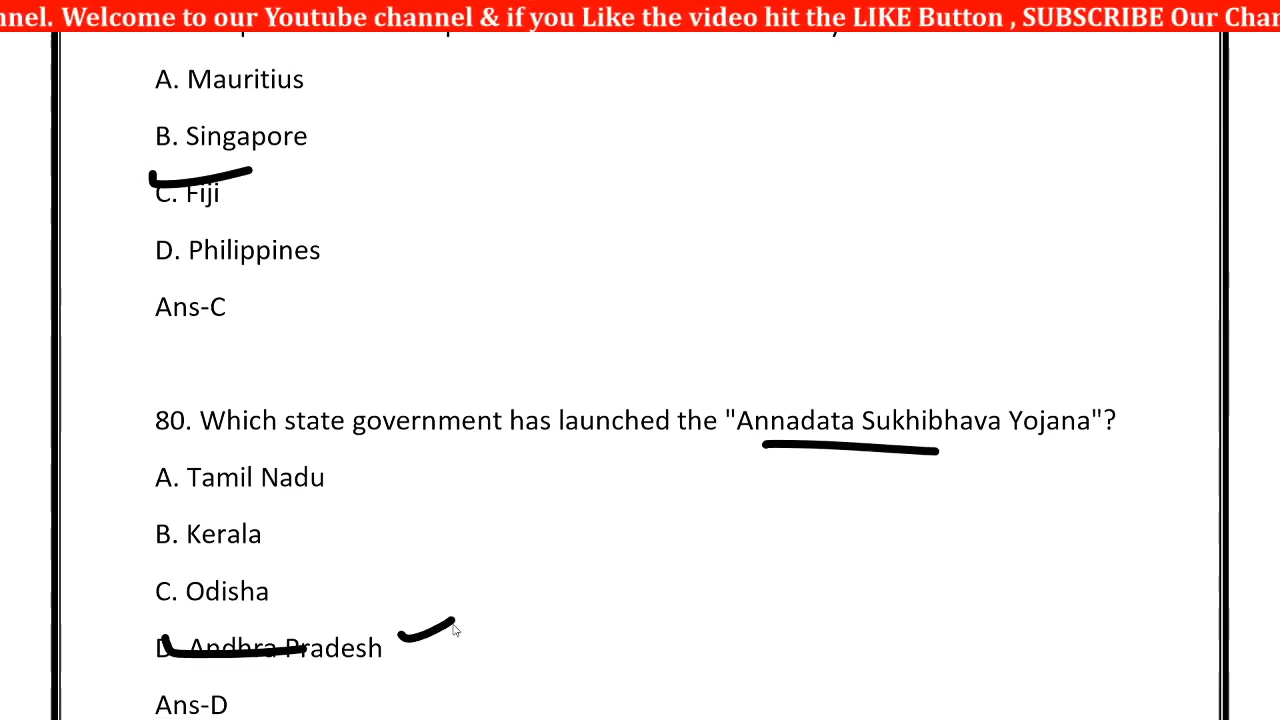 nnel. Welcome to our Youtube channel & if you Like the video hit the LIKE Button , SUBSCRIBE Our Chan
A. Mauritius
B. Singapore
C. Fiji
D. Philippines
Ans-C
80. Which state government has launched the "Annadata Sukhibhava Yojana"?
A. Tamil Nadu
B. Kerala
C. Odisha
D. Andhra Pradesh
Ans-D